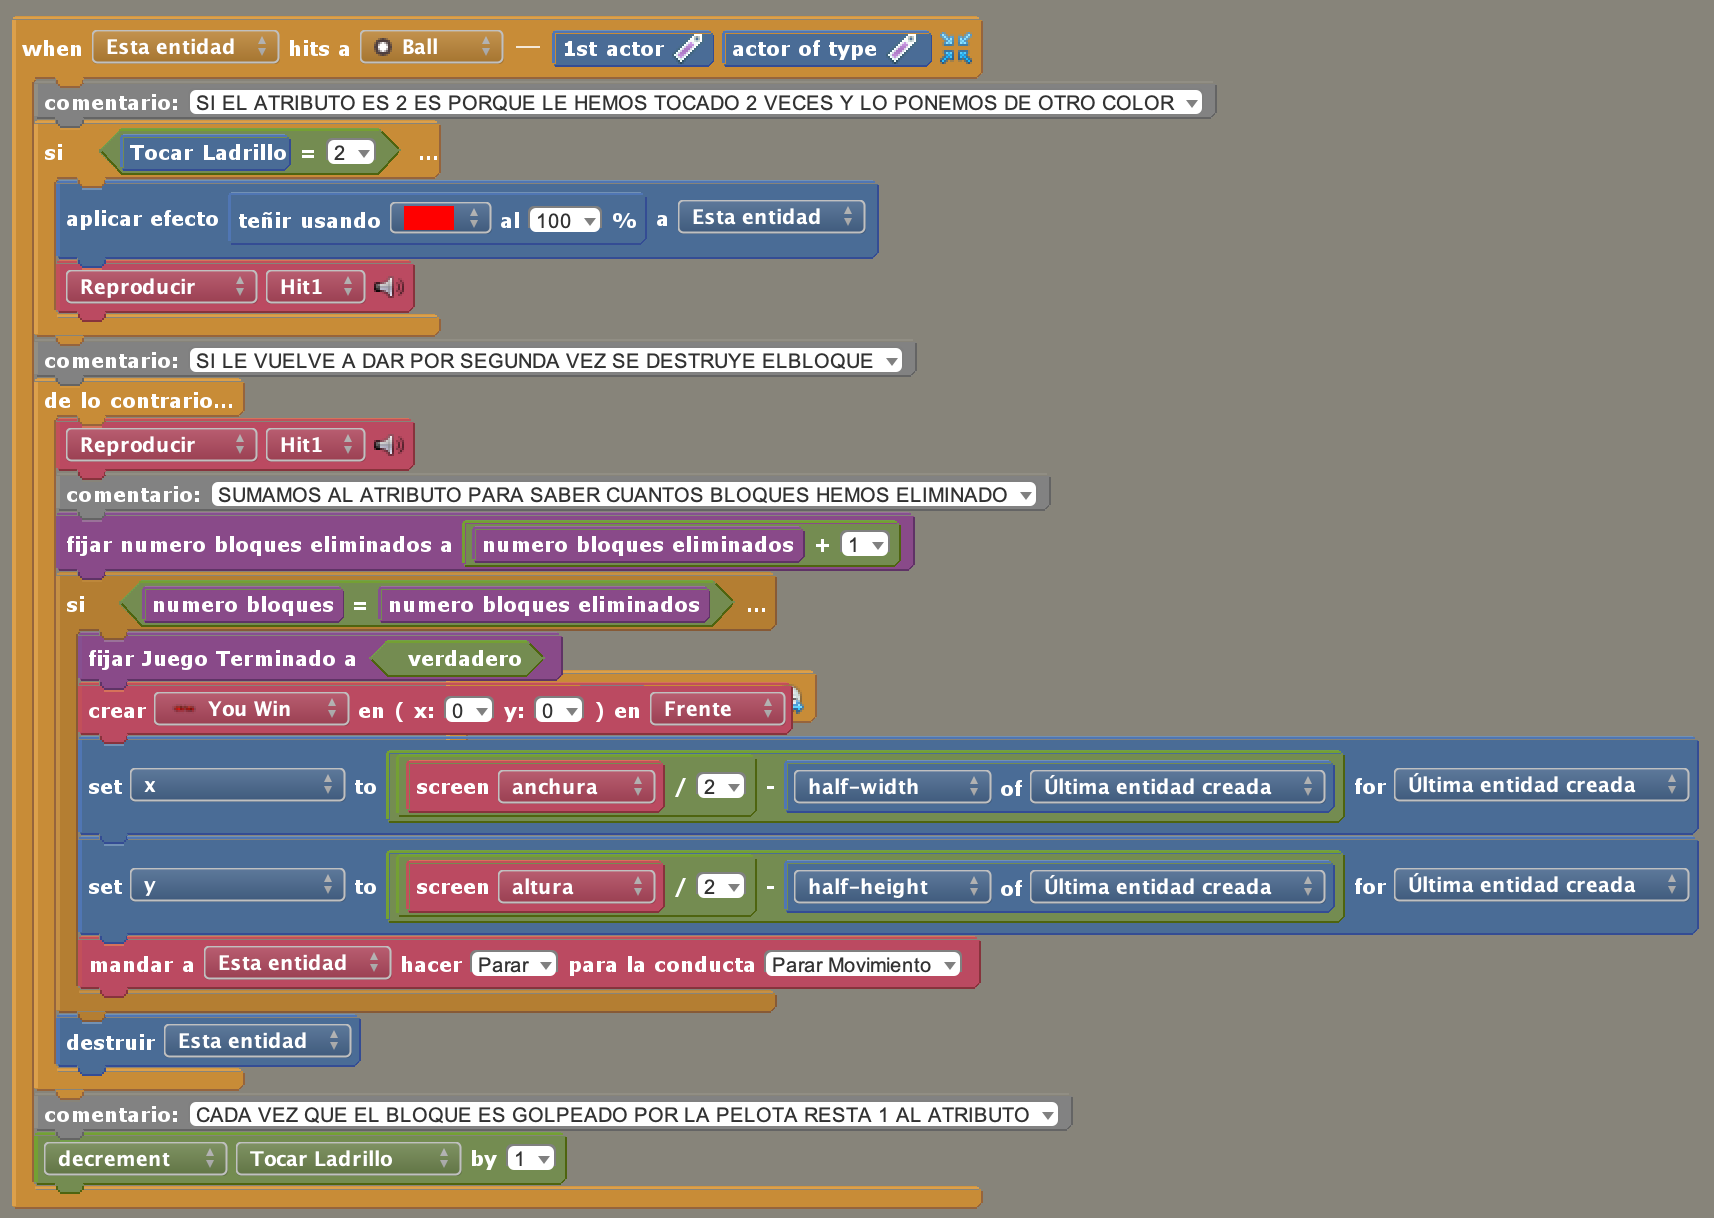 when Esta entidad hits a Ball — 1st actor actor of type
comentario: SI EL ATRIBUTO ES 2 ES PORQUE LE HEMOS TOCADO 2 VECES Y LO PONEMOS DE OTRO COLOR
si Tocar Ladrillo = 2 ...
aplicar efecto teñir usando al 100 % a Esta entidad
Reproducir Hit1
comentario: SI LE VUELVE A DAR POR SEGUNDA VEZ SE DESTRUYE ELBLOQUE
de lo contrario...
Reproducir Hit1
comentario: SUMAMOS AL ATRIBUTO PARA SABER CUANTOS BLOQUES HEMOS ELIMINADO
fijar numero bloques eliminados a numero bloques eliminados + 1
si numero bloques = numero bloques eliminados ...
fijar Juego Terminado a verdadero
crear You Win en ( x: 0 y: 0 ) en Frente
set x to screen anchura / 2 - half-width of Última entidad creada for Última entidad creada
set y to screen altura / 2 - half-height of Última entidad creada for Última entidad creada
mandar a Esta entidad hacer Parar para la conducta Parar Movimiento
destruir Esta entidad
comentario: CADA VEZ QUE EL BLOQUE ES GOLPEADO POR LA PELOTA RESTA 1 AL ATRIBUTO
decrement Tocar Ladrillo by 1